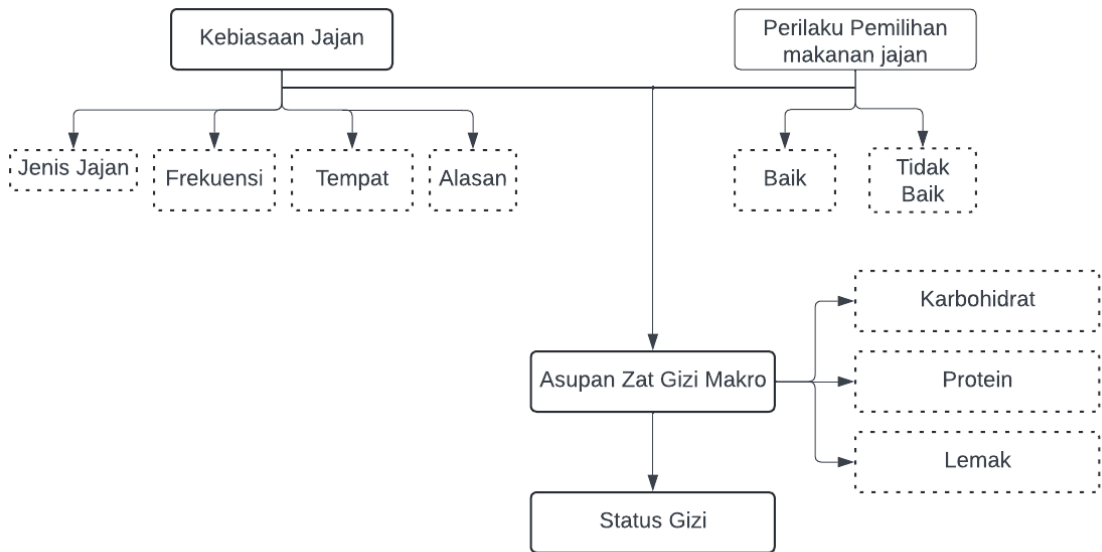 Kebiasaan Jajan
Perilaku Pemilihan
makanan jajan
Jenis Jajan
Frekuensi
Tempat
Alasan
Baik
Tidak
Baik
Karbohidrat
Asupan Zat Gizi Makro
Protein
Lemak
Status Gizi